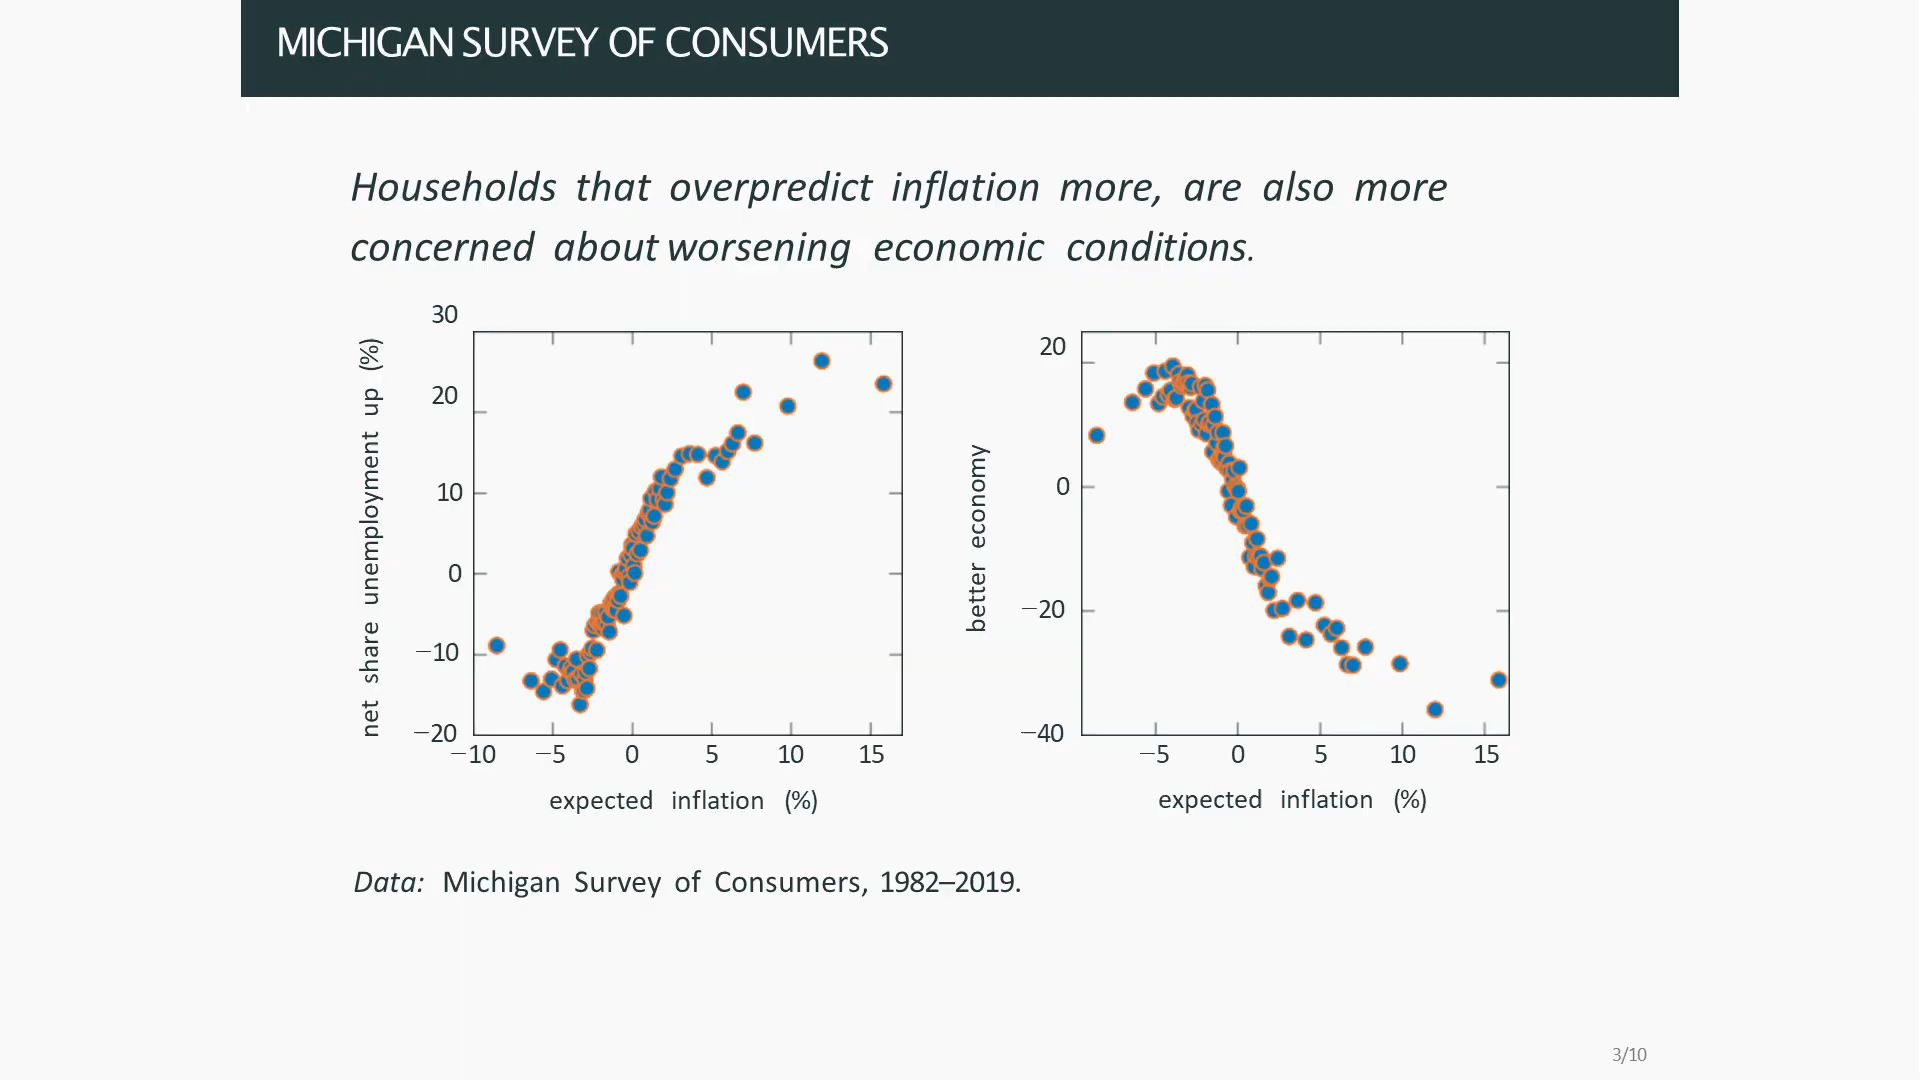 MICHIGAN SURVEY OF CONSUMERS
Households that overpredict inflation more, are also more
concerned about worsening economic conditions.
net share unemployment up (%)
30
20
10
0
−10
−20
−10 −5 0 5 10 15
expected inflation (%)
better economy
20
0
−20
−40
−5 0 5 10 15
expected inflation (%)
Data: Michigan Survey of Consumers, 1982–2019.
3/10